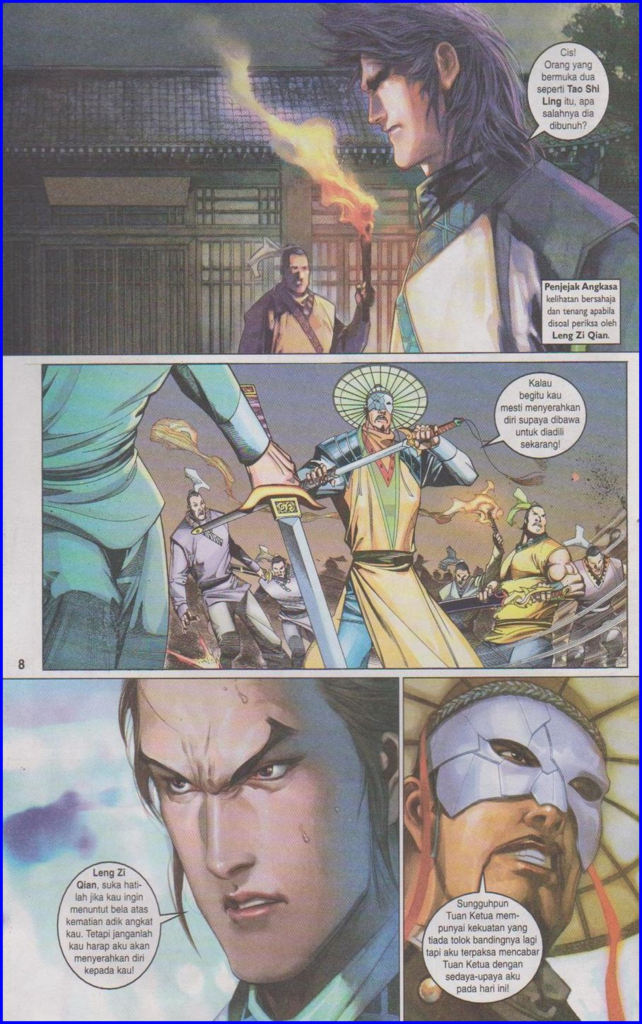 Cis!
Orang yang
bermuka dua
seperti Tao Shi
Ling itu, apa
salahnya dia
dibunuh?
Penjejak Angkasa
kelihatan bersahaja
dan tenang apabila
disoal periksa oleh
Leng Zi Qian.
Kalau
begitu kau
mesti menyerahkan
diri supaya dibawa
untuk diadili
sekarang!
8
Leng Zi
Qian, suka hati-
lah jika kau ingin
menuntut bela atas
kematian adik angkat
kau. Tetapi janganlah
kau harap aku akan
menyerahkan diri
kepada kau!
Sungguhpun
Tuan Ketua mem-
punyai kekuatan yang
tiada tolok bandingnya lagi
tapi aku terpaksa mencabar
Tuan Ketua dengan
sedaya-upaya aku
pada hari ini!